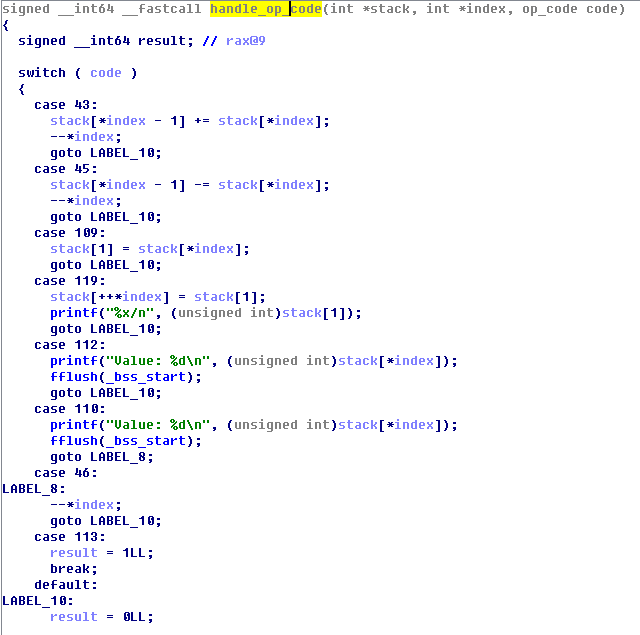 signed __int64 __fastcall handle_op_code(int *stack, int *index, op_code code)
{
  signed __int64 result; // rax@9

  switch ( code )
  {
    case 43:
      stack[*index - 1] += stack[*index];
      --*index;
      goto LABEL_10;
    case 45:
      stack[*index - 1] -= stack[*index];
      --*index;
      goto LABEL_10;
    case 109:
      stack[1] = stack[*index];
      goto LABEL_10;
    case 119:
      stack[++*index] = stack[1];
      printf("%x/n", (unsigned int)stack[1]);
      goto LABEL_10;
    case 112:
      printf("Value: %d\n", (unsigned int)stack[*index]);
      fflush(_bss_start);
      goto LABEL_10;
    case 110:
      printf("Value: %d\n", (unsigned int)stack[*index]);
      fflush(_bss_start);
      goto LABEL_8;
    case 46:
LABEL_8:
      --*index;
      goto LABEL_10;
    case 113:
      result = 1LL;
      break;
    default:
LABEL_10:
      result = 0LL;